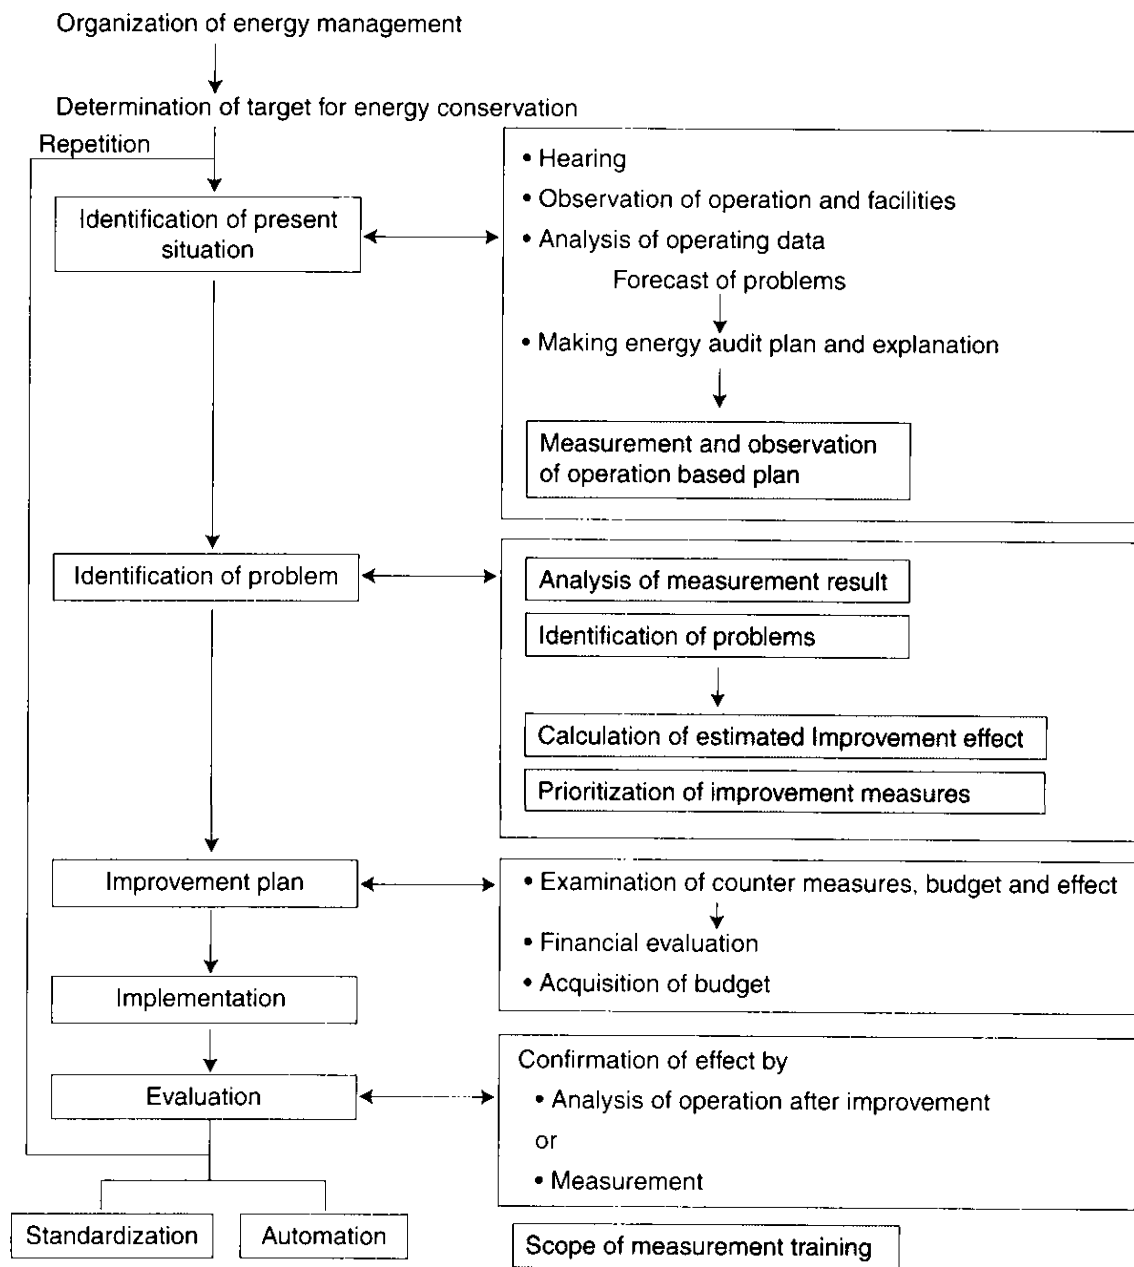 Organization of energy management
Determination of target for energy conservation
Repetition
Identification of present
situation
• Hearing
• Observation of operation and facilities
• Analysis of operating data
Forecast of problems
• Making energy audit plan and explanation
Measurement and observation
of operation based plan
Identification of problem
Analysis of measurement result
Identification of problems
Calculation of estimated Improvement effect
Prioritization of improvement measures
Improvement plan
• Examination of counter measures, budget and effect
• Financial evaluation
• Acquisition of budget
Implementation
Evaluation
Confirmation of effect by
• Analysis of operation after improvement
or
• Measurement
Standardization
Automation
Scope of measurement training